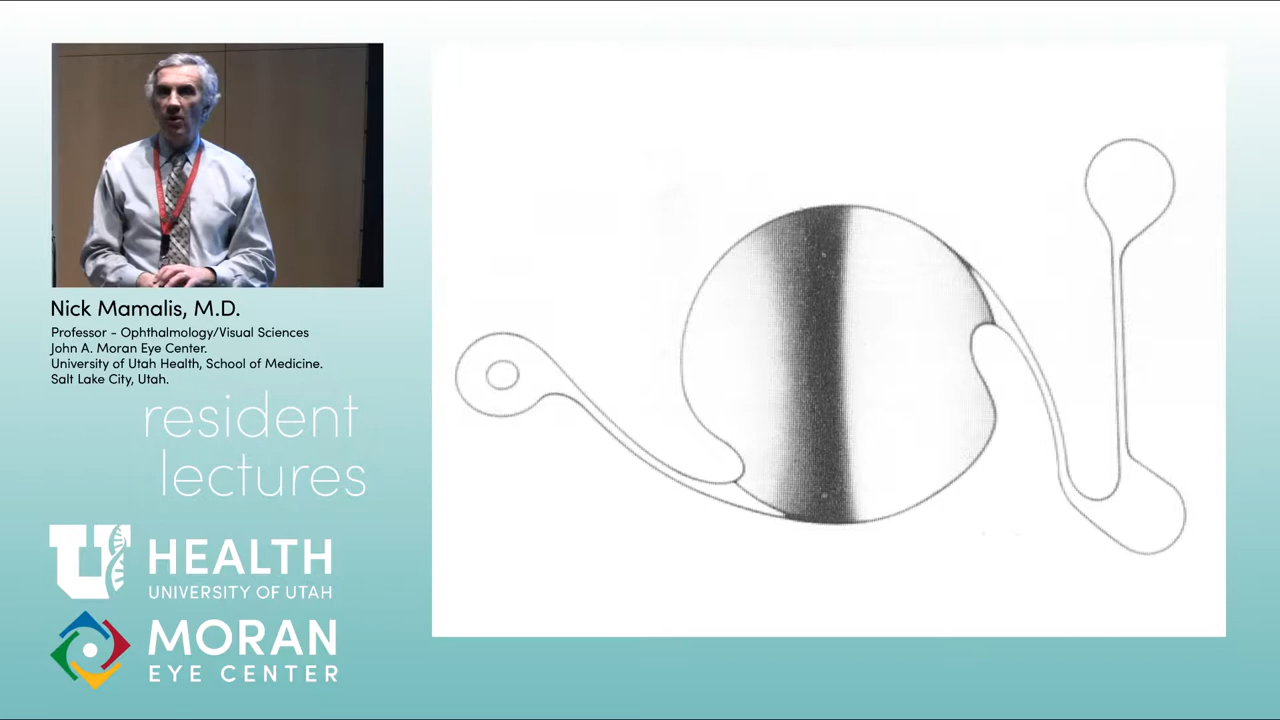 Nick Mamalis, M.D.
Professor - Ophthalmology/Visual Sciences
John A. Moran Eye Center.
University of Utah Health, School of Medicine.
Salt Lake City, Utah.
resident
lectures
U HEALTH
UNIVERSITY OF UTAH
MORAN
EYE CENTER